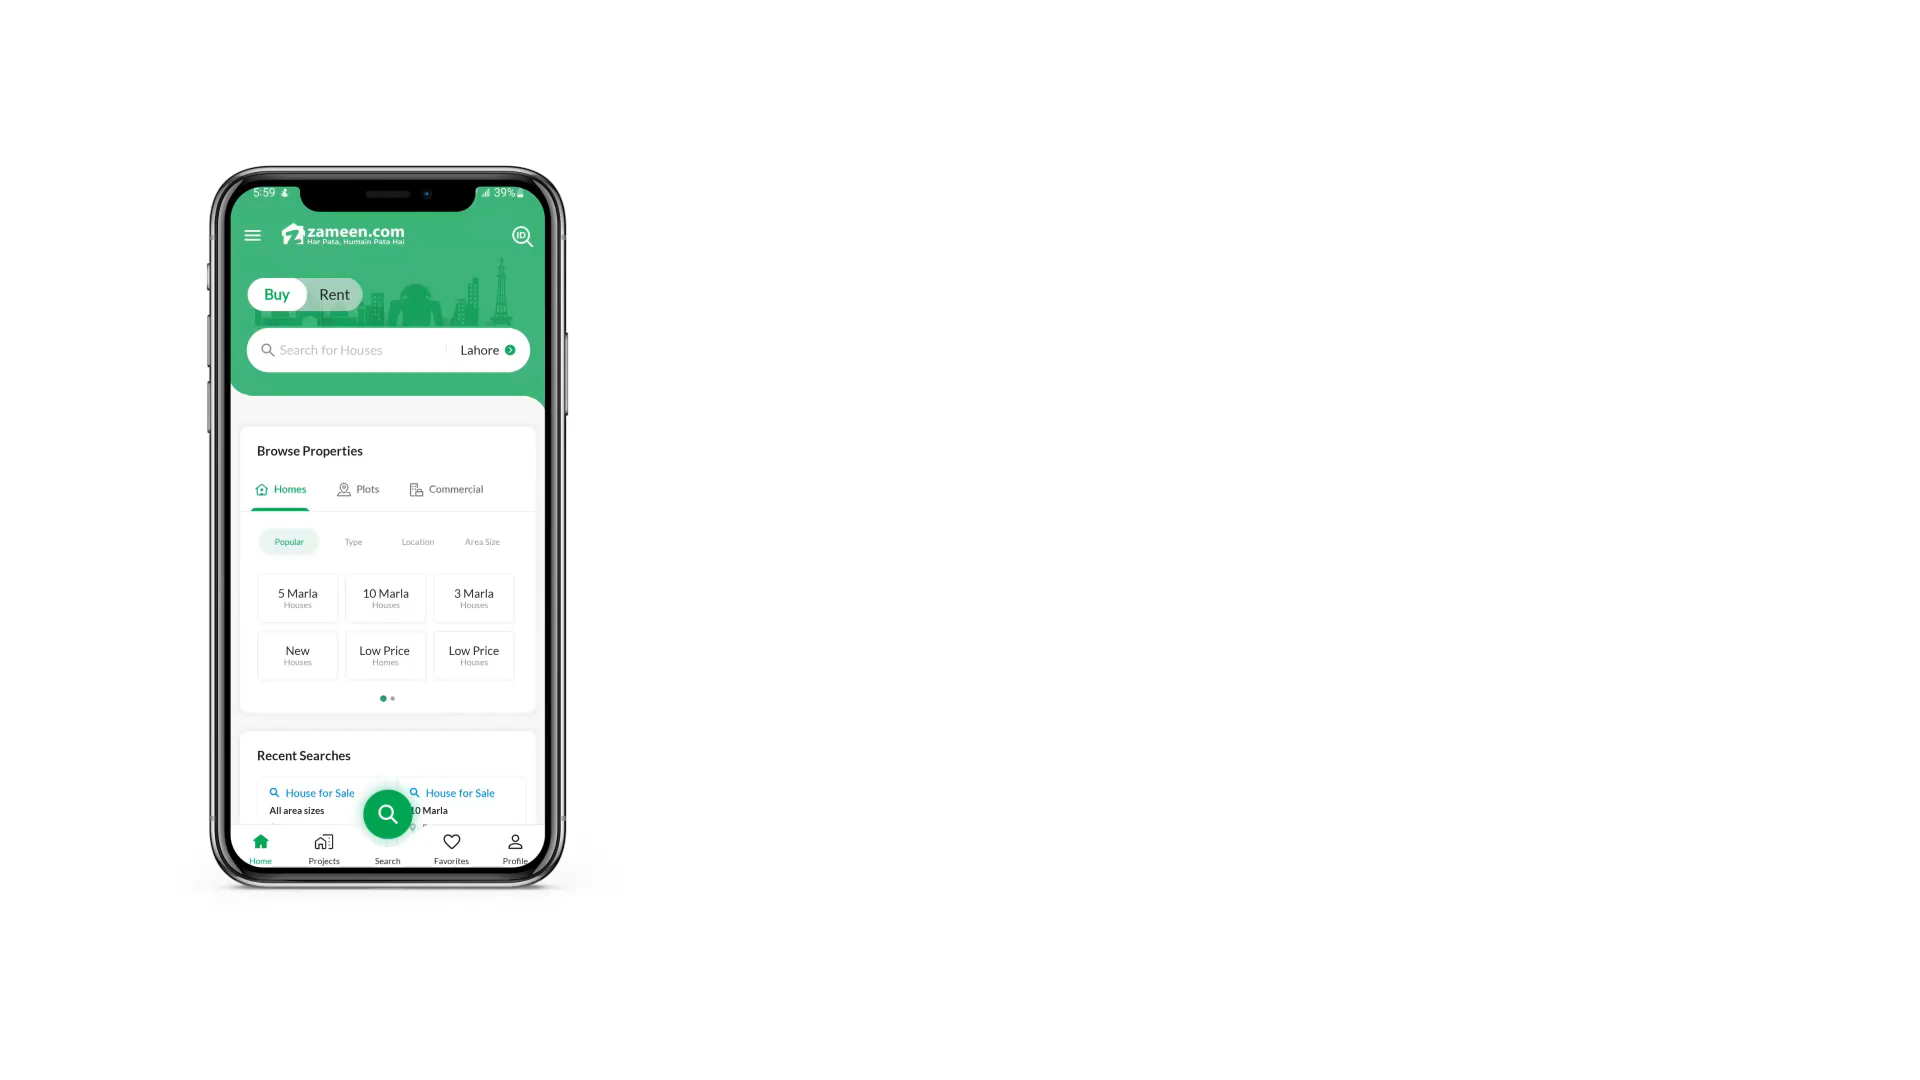 5:59
39%
zameen.com
Har Pata, Humain Pata Hai
ID
Buy Rent
Search for Houses Lahore
Browse Properties
Homes Plots Commercial
Popular Type Location Area Size
5 Marla 10 Marla 3 Marla
Houses Houses Houses
New Low Price Low Price
Houses Homes Houses
Recent Searches
House for Sale House for Sale
All area sizes 10 Marla
Home Projects Search Favorites Profile